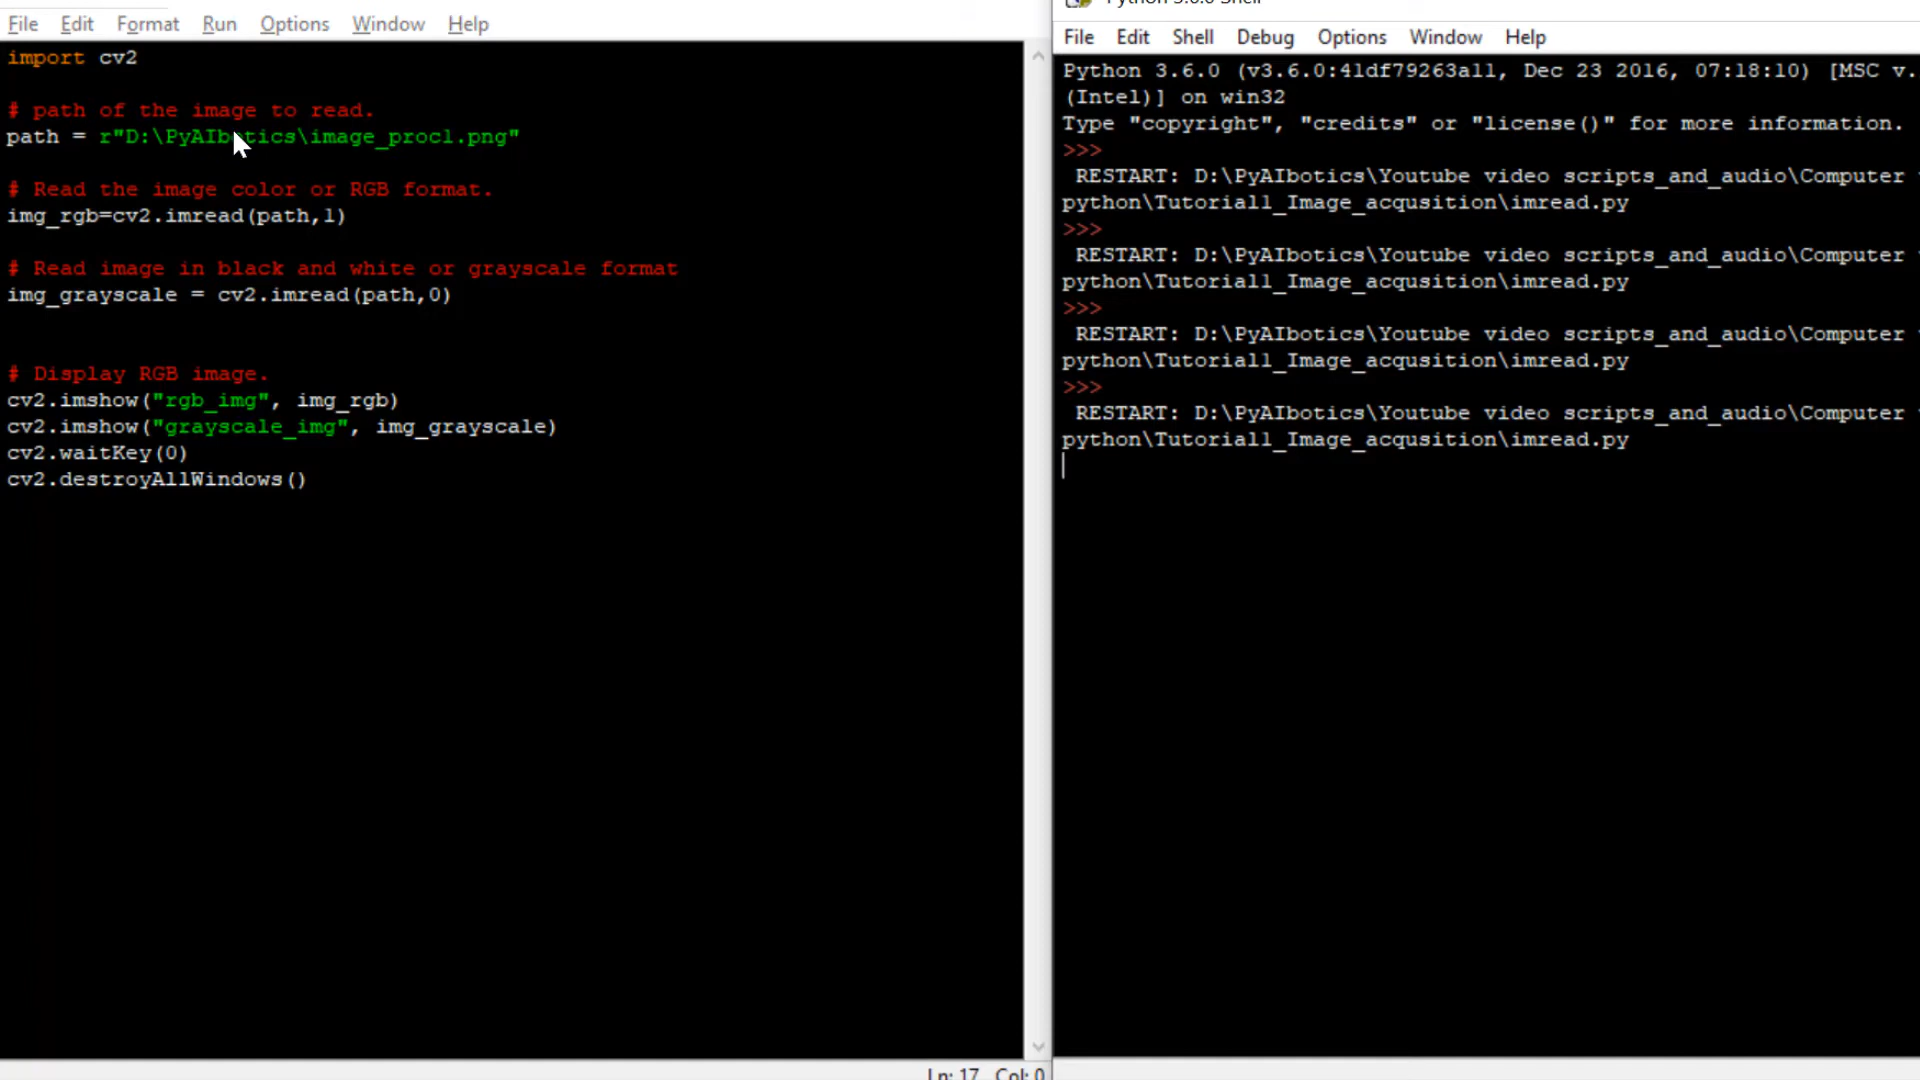 File Edit Format Run Options Window Help
import cv2
# path of the image to read.
path = r"D:\PyAIbotics\image_proc1.png"
# Read the image color or RGB format.
img_rgb=cv2.imread(path,1)
# Read image in black and white or grayscale format
img_grayscale = cv2.imread(path,0)
# Display RGB image.
cv2.imshow("rgb_img", img_rgb)
cv2.imshow("grayscale_img", img_grayscale)
cv2.waitKey(0)
cv2.destroyAllWindows()
Ln: 17 Col: 0
Python 3.6.0 Shell
File Edit Shell Debug Options Window Help
Python 3.6.0 (v3.6.0:41df79263a11, Dec 23 2016, 07:18:10) [MSC v.
(Intel)] on win32
Type "copyright", "credits" or "license()" for more information.
>>>
RESTART: D:\PyAIbotics\Youtube video scripts_and_audio\Computer
python\Tutorial1_Image_acqusition\imread.py
>>>
RESTART: D:\PyAIbotics\Youtube video scripts_and_audio\Computer
python\Tutorial1_Image_acqusition\imread.py
>>>
RESTART: D:\PyAIbotics\Youtube video scripts_and_audio\Computer
python\Tutorial1_Image_acqusition\imread.py
>>>
RESTART: D:\PyAIbotics\Youtube video scripts_and_audio\Computer
python\Tutorial1_Image_acqusition\imread.py